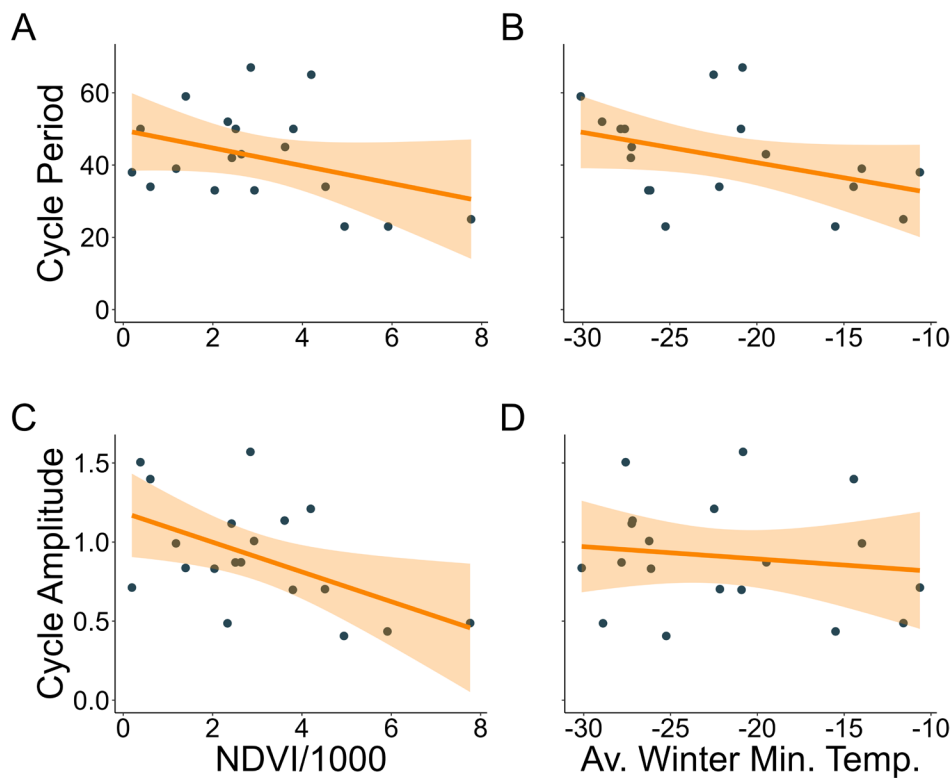 A
B
Cycle Period
60
40
20
0
0 2 4 6 8
-30 -25 -20 -15 -10
C
D
Cycle Amplitude
1.5
1.0
0.5
0.0
0 2 4 6 8
-30 -25 -20 -15 -10
NDVI/1000
Av. Winter Min. Temp.